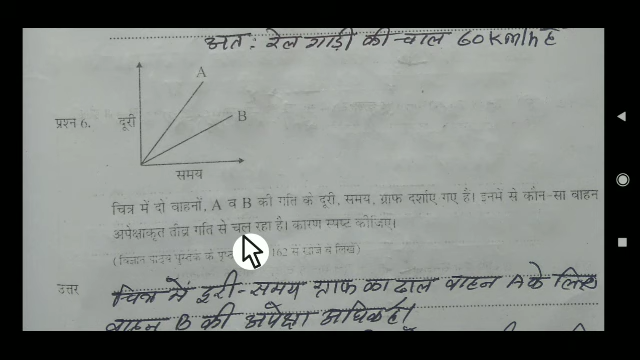 अतः रेल गाड़ी की चाल 60km/h है
A
B
प्रश्न 6.
दूरी
समय
चित्र में दो वाहनों, A व B की गति के दूरी, समय, ग्राफ दर्शाए गए हैं। इनमें से कौन-सा वाहन
अपेक्षाकृत तीव्र गति से चल रहा है। कारण स्पष्ट कीजिए।
162 से खोज के लिखें)
उत्तर
चित्र में दूरी-समय ग्राफ का ढाल वाहन A के लिए
वाहन B की अपेक्षा अधिक है।